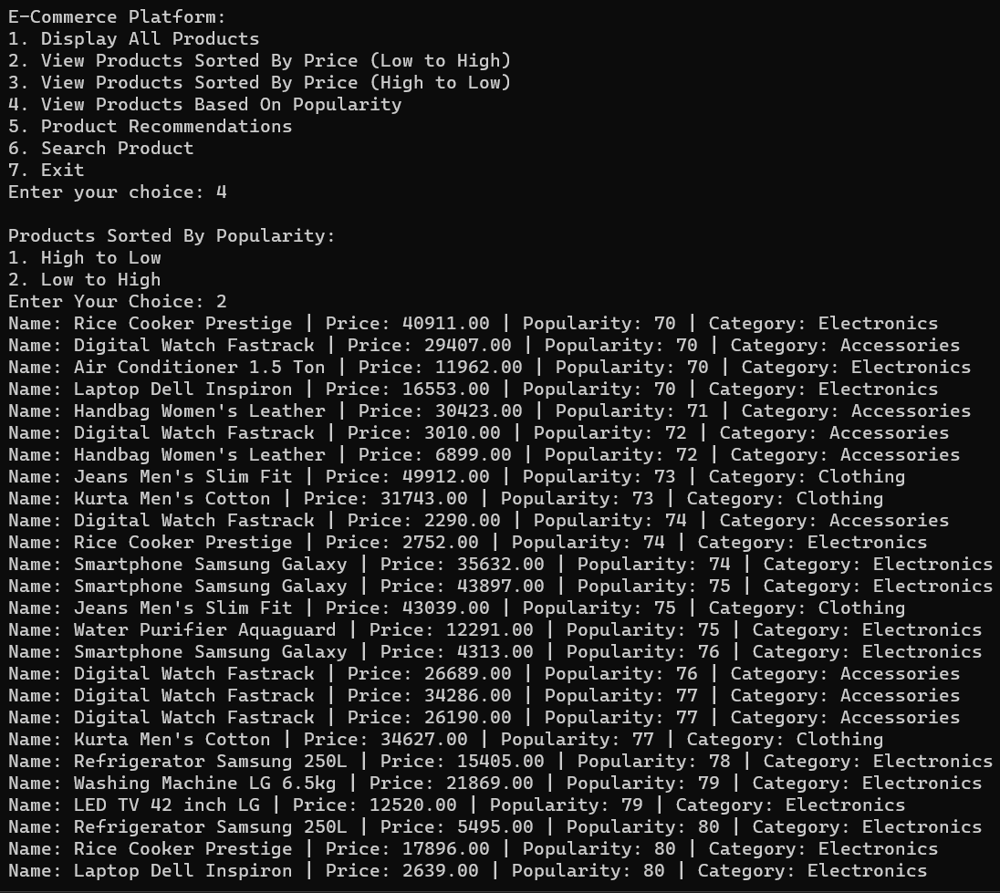 E-Commerce Platform:
1. Display All Products
2. View Products Sorted By Price (Low to High)
3. View Products Sorted By Price (High to Low)
4. View Products Based On Popularity
5. Product Recommendations
6. Search Product
7. Exit
Enter your choice: 4
Products Sorted By Popularity:
1. High to Low
2. Low to High
Enter Your Choice: 2
Name: Rice Cooker Prestige | Price: 40911.00 | Popularity: 70 | Category: Electronics
Name: Digital Watch Fastrack | Price: 29407.00 | Popularity: 70 | Category: Accessories
Name: Air Conditioner 1.5 Ton | Price: 11962.00 | Popularity: 70 | Category: Electronics
Name: Laptop Dell Inspiron | Price: 16553.00 | Popularity: 70 | Category: Electronics
Name: Handbag Women's Leather | Price: 30423.00 | Popularity: 71 | Category: Accessories
Name: Digital Watch Fastrack | Price: 3010.00 | Popularity: 72 | Category: Accessories
Name: Handbag Women's Leather | Price: 6899.00 | Popularity: 72 | Category: Accessories
Name: Jeans Men's Slim Fit | Price: 49912.00 | Popularity: 73 | Category: Clothing
Name: Kurta Men's Cotton | Price: 31743.00 | Popularity: 73 | Category: Clothing
Name: Digital Watch Fastrack | Price: 2290.00 | Popularity: 74 | Category: Accessories
Name: Rice Cooker Prestige | Price: 2752.00 | Popularity: 74 | Category: Electronics
Name: Smartphone Samsung Galaxy | Price: 35632.00 | Popularity: 74 | Category: Electronics
Name: Smartphone Samsung Galaxy | Price: 43897.00 | Popularity: 75 | Category: Electronics
Name: Jeans Men's Slim Fit | Price: 43039.00 | Popularity: 75 | Category: Clothing
Name: Water Purifier Aquaguard | Price: 12291.00 | Popularity: 75 | Category: Electronics
Name: Smartphone Samsung Galaxy | Price: 4313.00 | Popularity: 76 | Category: Electronics
Name: Digital Watch Fastrack | Price: 26689.00 | Popularity: 76 | Category: Accessories
Name: Digital Watch Fastrack | Price: 34286.00 | Popularity: 77 | Category: Accessories
Name: Digital Watch Fastrack | Price: 26190.00 | Popularity: 77 | Category: Accessories
Name: Kurta Men's Cotton | Price: 34627.00 | Popularity: 77 | Category: Clothing
Name: Refrigerator Samsung 250L | Price: 15405.00 | Popularity: 78 | Category: Electronics
Name: Washing Machine LG 6.5kg | Price: 21869.00 | Popularity: 79 | Category: Electronics
Name: LED TV 42 inch LG | Price: 12520.00 | Popularity: 79 | Category: Electronics
Name: Refrigerator Samsung 250L | Price: 5495.00 | Popularity: 80 | Category: Electronics
Name: Rice Cooker Prestige | Price: 17896.00 | Popularity: 80 | Category: Electronics
Name: Laptop Dell Inspiron | Price: 2639.00 | Popularity: 80 | Category: Electronics